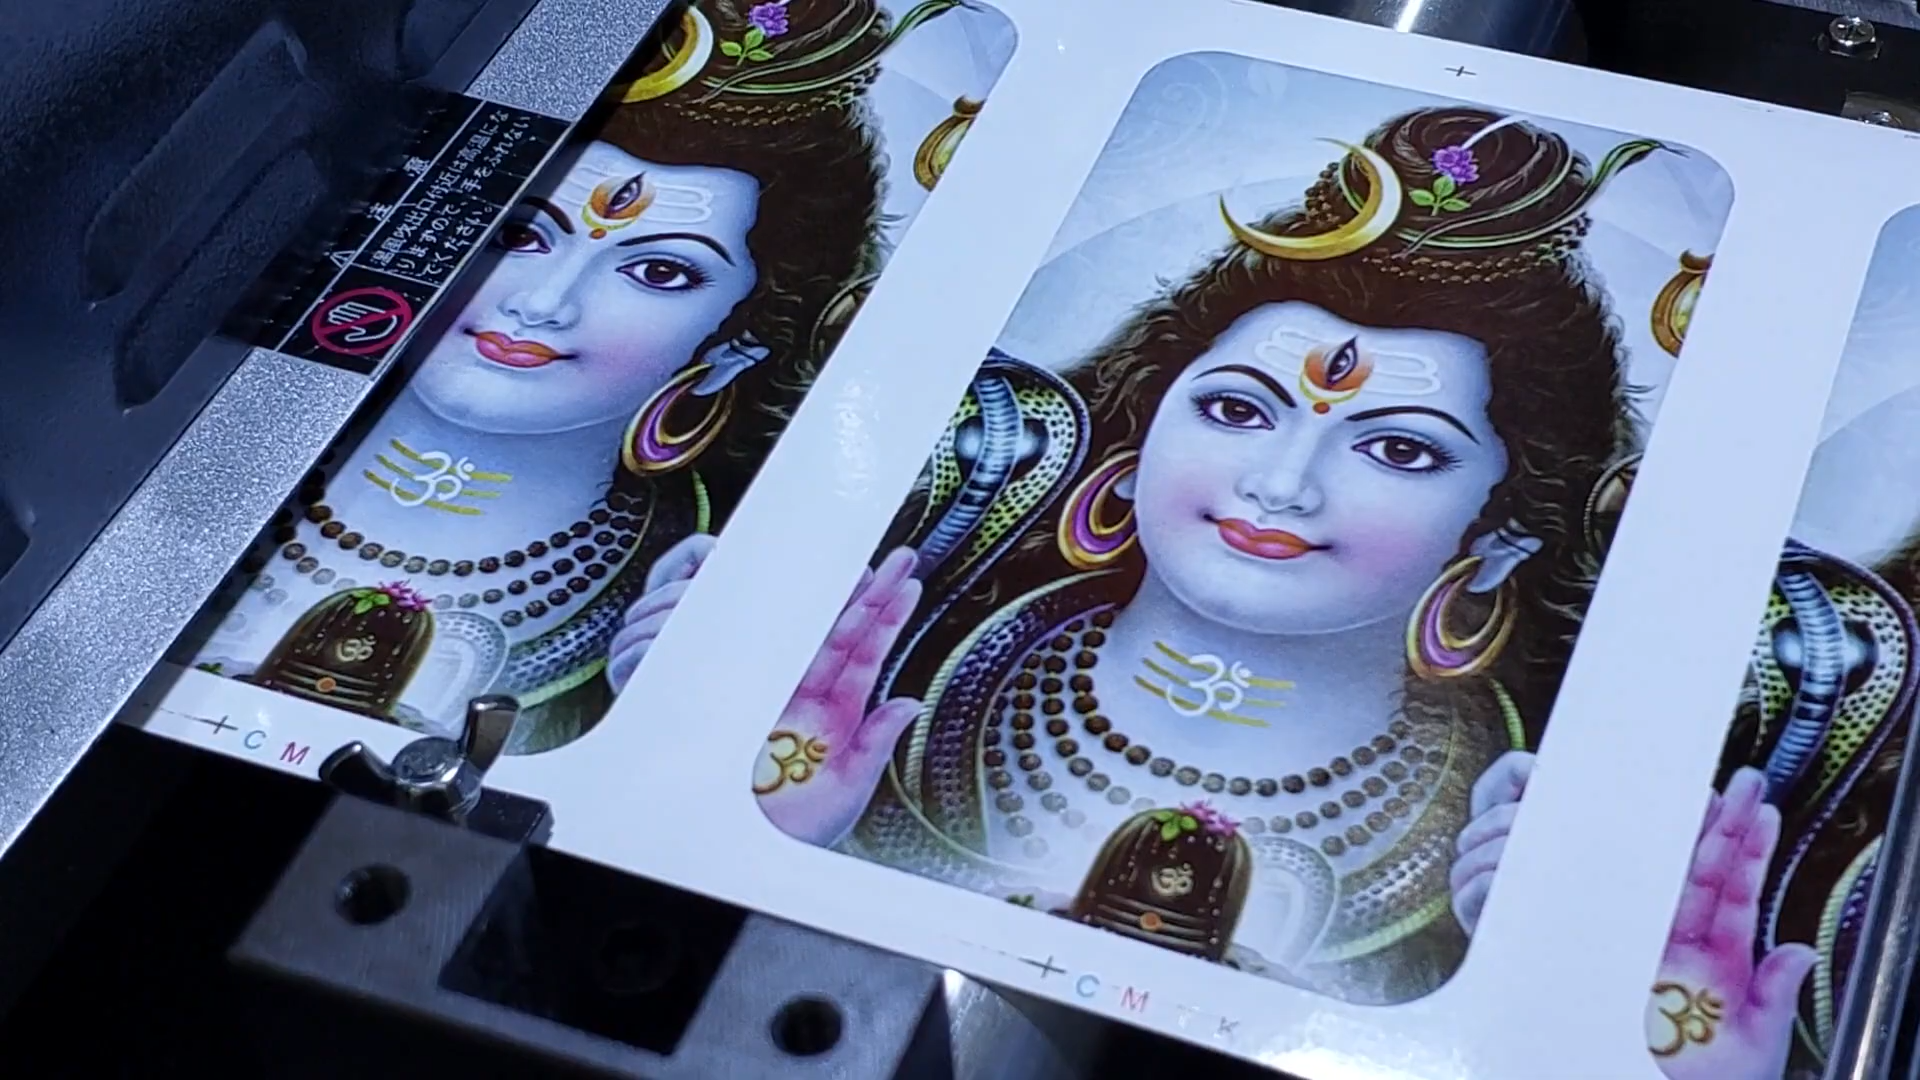 ⚠ 注 意
温風吹出口付近は高温にな
りますので、手をふれない
でください。
ॐ
ॐ
C M
ॐ
ॐ
ॐ
C M K
ॐ